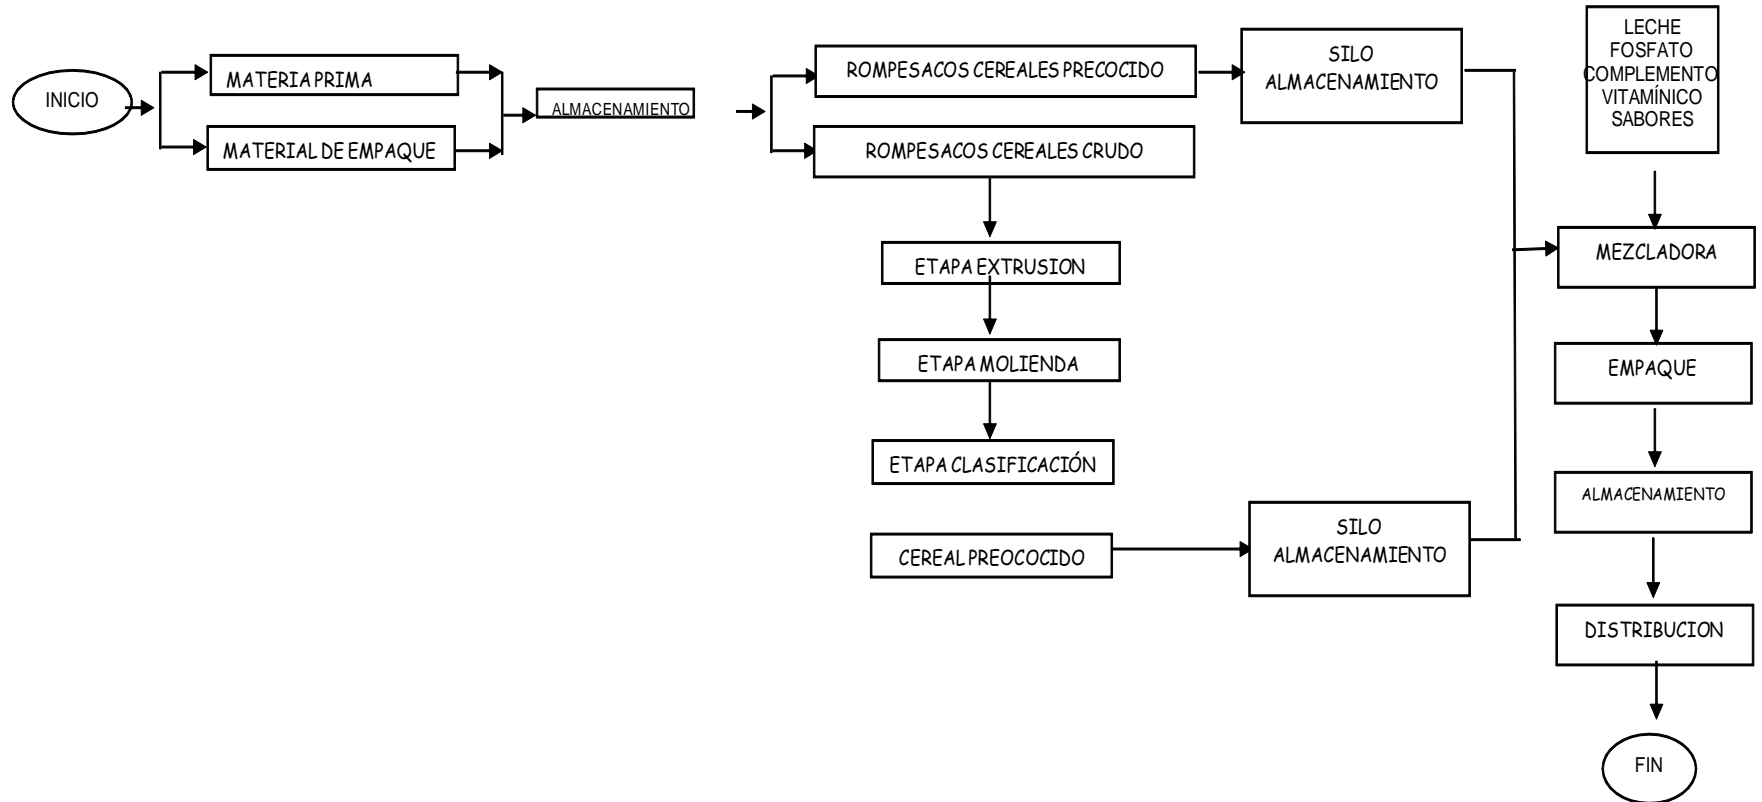 INICIO
MATERIA PRIMA
MATERIAL DE EMPAQUE
ALMACENAMIENTO
ROMPESACOS CEREALES PRECOCIDO
ROMPESACOS CEREALES CRUDO
ETAPA EXTRUSION
ETAPA MOLIENDA
ETAPA CLASIFICACIÓN
CEREAL PREOCOCIDO
SILO
ALMACENAMIENTO
SILO
ALMACENAMIENTO
LECHE
FOSFATO
COMPLEMENTO
VITAMÍNICO
SABORES
MEZCLADORA
EMPAQUE
ALMACENAMIENTO
DISTRIBUCION
FIN